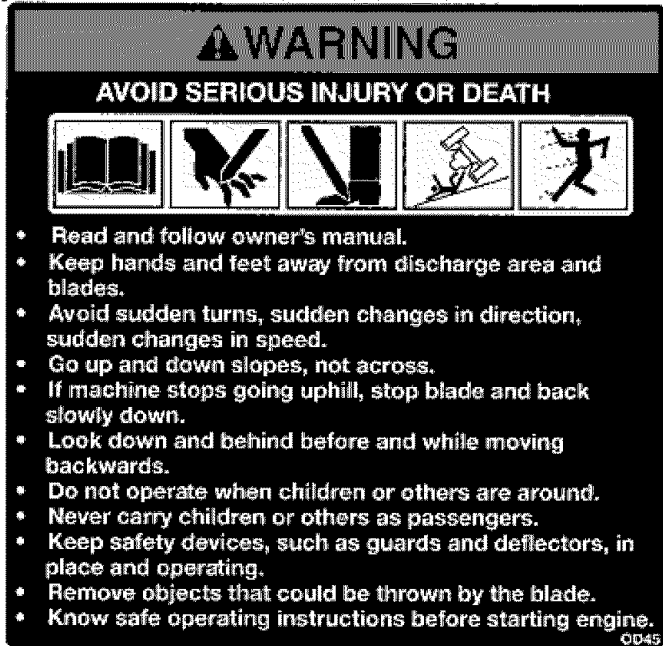 WARNING
AVOID SERIOUS INJURY OR DEATH
• Read and follow owner's manual.
• Keep hands and feet away from discharge area and
blades.
• Avoid sudden turns, sudden changes in direction,
sudden changes in speed.
• Go up and down slopes, not across.
• If machine stops going uphill, stop blade and back
slowly down.
• Look down and behind before and while moving
backwards.
• Do not operate when children or others are around.
• Never carry children or others as passengers.
• Keep safety devices, such as guards and deflectors, in
place and operating.
• Remove objects that could be thrown by the blade.
• Know safe operating instructions before starting engine.
OD45